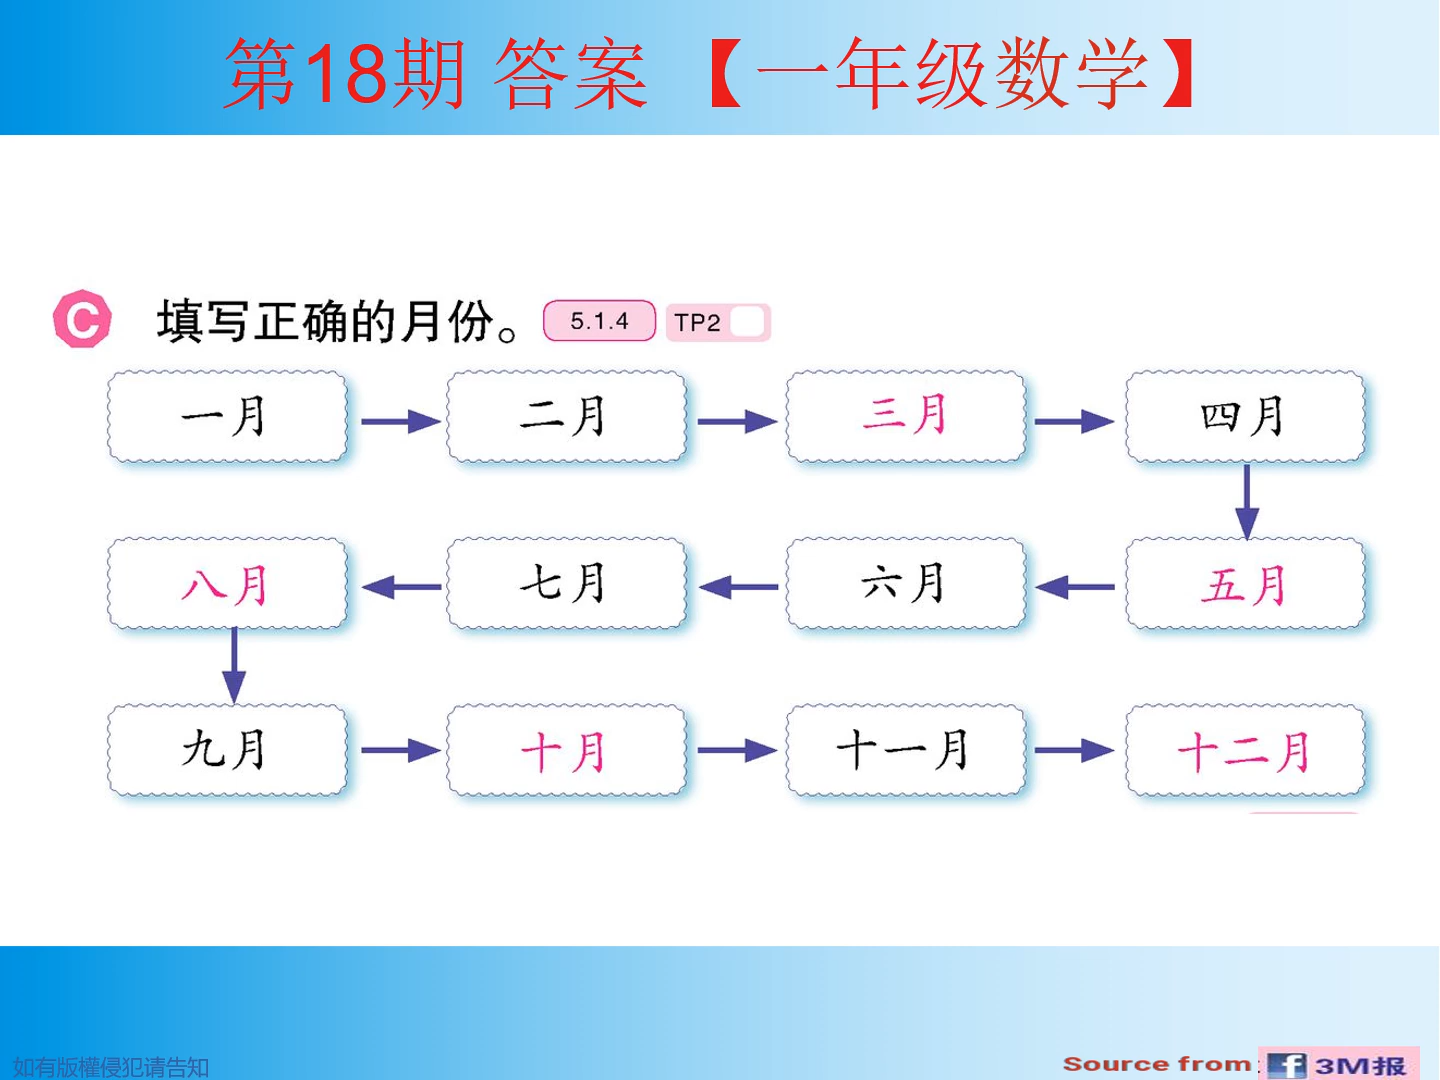 第18期 答案 【一年级数学】
C 填写正确的月份。 5.1.4 TP2
一月 二月 三月 四月
八月 七月 六月 五月
九月 十月 十一月 十二月
如有版權侵犯请告知
Source from : f 3M报